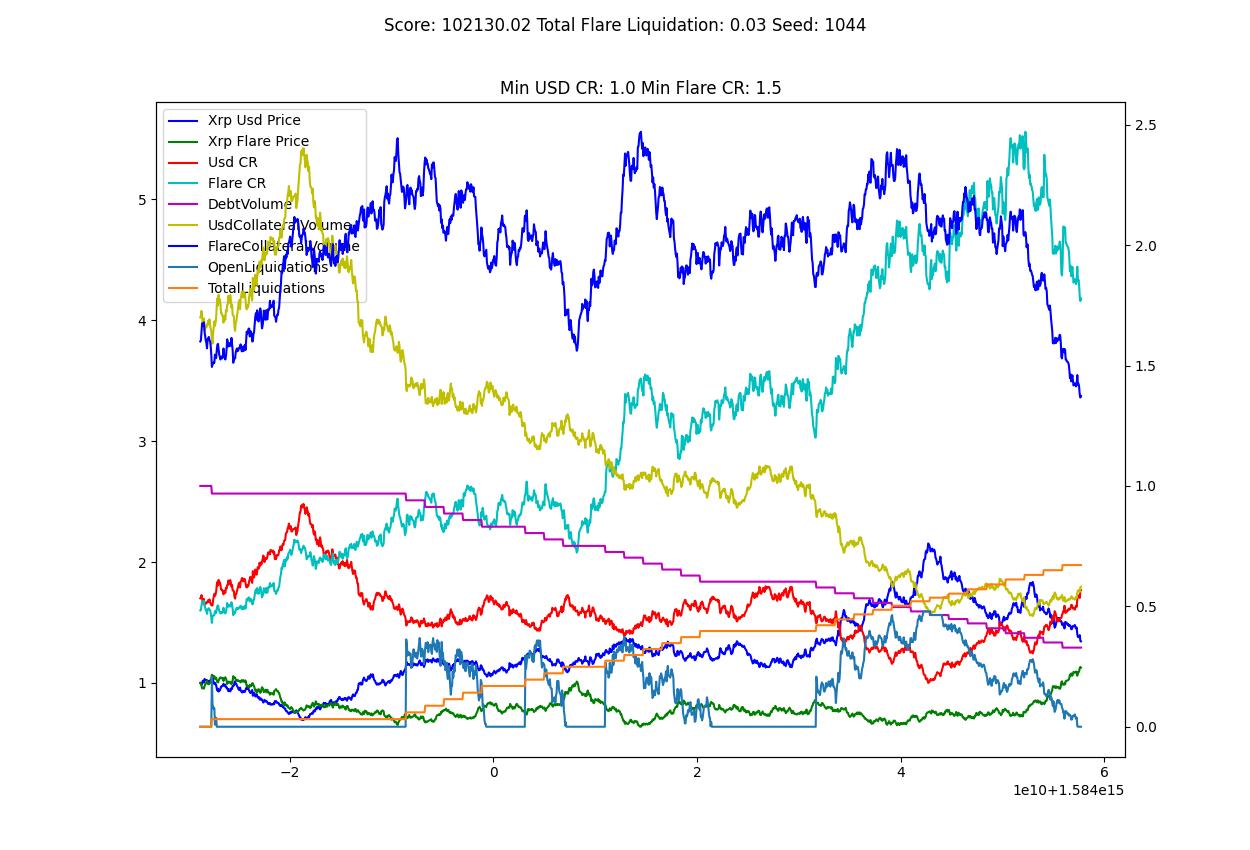 Score: 102130.02 Total Flare Liquidation: 0.03 Seed: 1044
Min USD CR: 1.0 Min Flare CR: 1.5
Xrp Usd Price
Xrp Flare Price
Usd CR
Flare CR
DebtVolume
UsdCollateralVolume
FlareCollateralVolume
OpenLiquidations
TotalLiquidations
5
4
3
2
1
2.5
2.0
1.5
1.0
0.5
0.0
−2
0
2
4
6
1e10+1.584e15